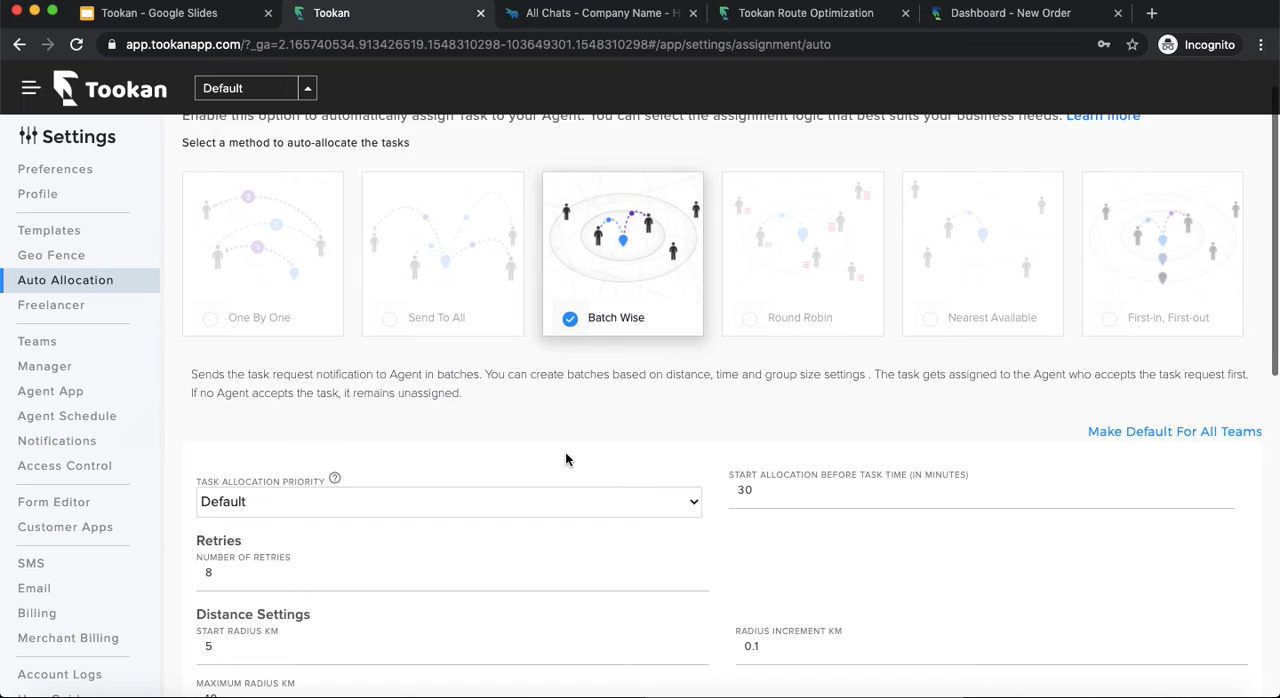 Tookan - Google Slides
Tookan
All Chats - Company Name - H
Tookan Route Optimization
Dashboard - New Order
app.tookanapp.com/?_ga=2.165740534.913426519.1548310298-103649301.1548310298#/app/settings/assignment/auto
Incognito
Tookan
Default
Settings
Preferences
Profile
Templates
Geo Fence
Auto Allocation
Freelancer
Teams
Manager
Agent App
Agent Schedule
Notifications
Access Control
Form Editor
Customer Apps
SMS
Email
Billing
Merchant Billing
Account Logs
Enable this option to automatically assign Task to your Agent. You can select the assignment logic that best suits your business needs. Learn more
Select a method to auto-allocate the tasks
One By One
Send To All
Batch Wise
Round Robin
Nearest Available
First-in, First-out
Sends the task request notification to Agent in batches. You can create batches based on distance, time and group size settings . The task gets assigned to the Agent who accepts the task request first.
If no Agent accepts the task, it remains unassigned.
Make Default For All Teams
TASK ALLOCATION PRIORITY ?
Default
START ALLOCATION BEFORE TASK TIME (IN MINUTES)
30
Retries
NUMBER OF RETRIES
8
Distance Settings
START RADIUS KM
5
RADIUS INCREMENT KM
0.1
MAXIMUM RADIUS KM